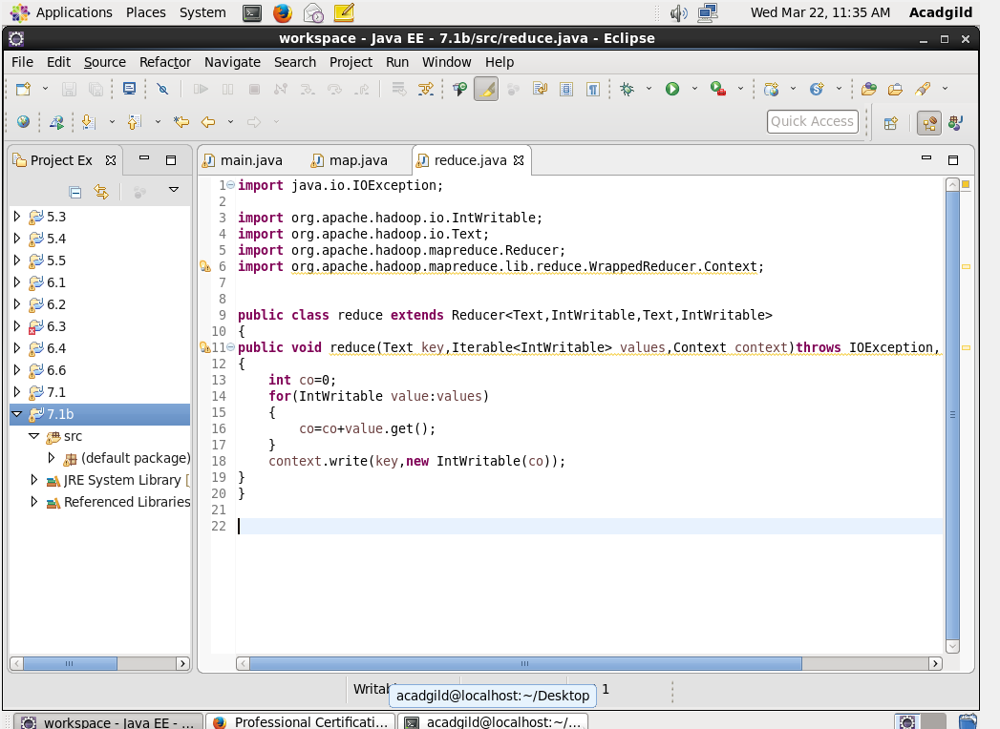 Applications Places System Wed Mar 22, 11:35 AM Acadgild
workspace - Java EE - 7.1b/src/reduce.java - Eclipse
File Edit Source Refactor Navigate Search Project Run Window Help
Quick Access
Project Ex
main.java map.java reduce.java
5.3
5.4
5.5
6.1
6.2
6.3
6.4
6.6
7.1
7.1b
src
(default package)
JRE System Library [
Referenced Libraries
1 import java.io.IOException;
2
3 import org.apache.hadoop.io.IntWritable;
4 import org.apache.hadoop.io.Text;
5 import org.apache.hadoop.mapreduce.Reducer;
6 import org.apache.hadoop.mapreduce.lib.reduce.WrappedReducer.Context;
7
8
9 public class reduce extends Reducer<Text,IntWritable,Text,IntWritable>
10 {
11 public void reduce(Text key,Iterable<IntWritable> values,Context context)throws IOException,
12 {
13 int co=0;
14 for(IntWritable value:values)
15 {
16 co=co+value.get();
17 }
18 context.write(key,new IntWritable(co));
19 }
20 }
21
22
1
acadgild@localhost:~/Desktop
workspace - Java EE - ... Professional Certificati... acadgild@localhost:~/...